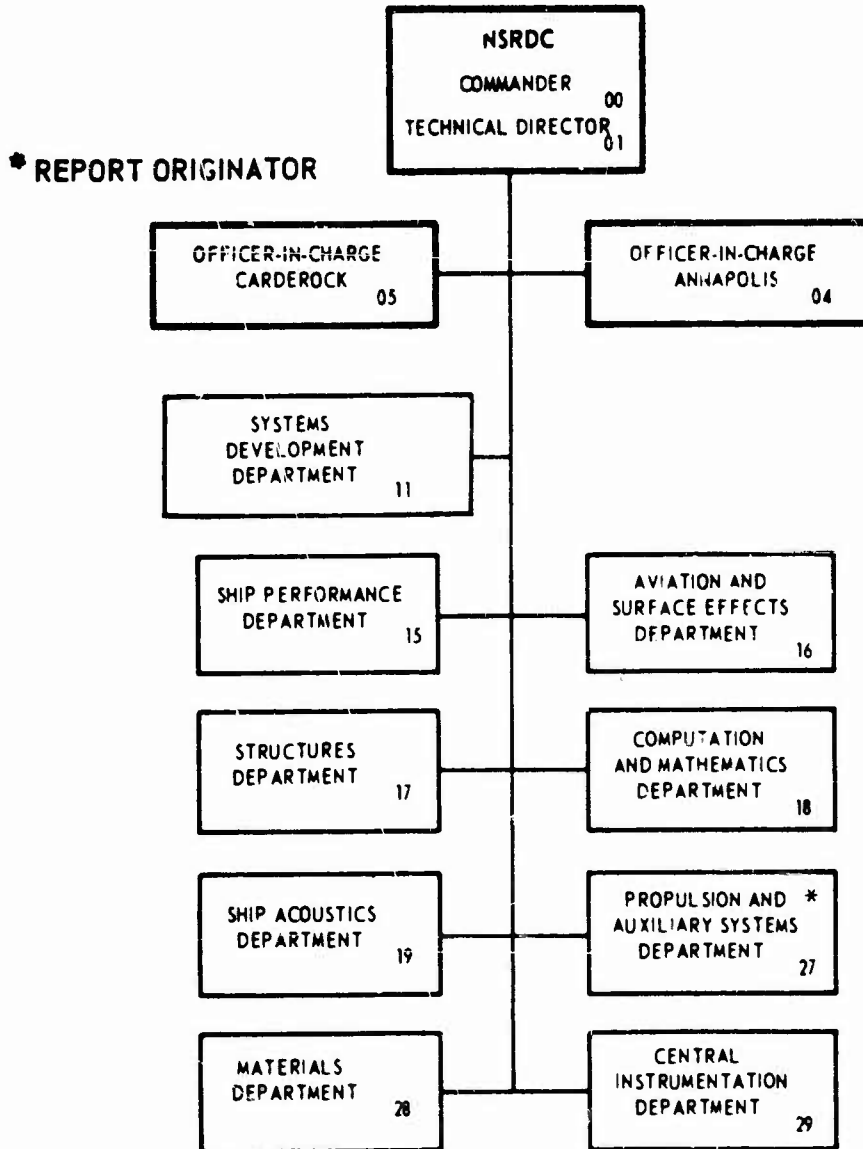 NSRDC
COMMANDER
00
TECHNICAL DIRECTOR
01
* REPORT ORIGINATOR
OFFICER-IN-CHARGE
CARDEROCK
05
OFFICER-IN-CHARGE
ANNAPOLIS
04
SYSTEMS
DEVELOPMENT
DEPARTMENT
11
SHIP PERFORMANCE
DEPARTMENT
15
AVIATION AND
SURFACE EFFECTS
DEPARTMENT
16
STRUCTURES
DEPARTMENT
17
COMPUTATION
AND MATHEMATICS
DEPARTMENT
18
SHIP ACOUSTICS
DEPARTMENT
19
PROPULSION AND *
AUXILIARY SYSTEMS
DEPARTMENT
27
MATERIALS
DEPARTMENT
28
CENTRAL
INSTRUMENTATION
DEPARTMENT
29